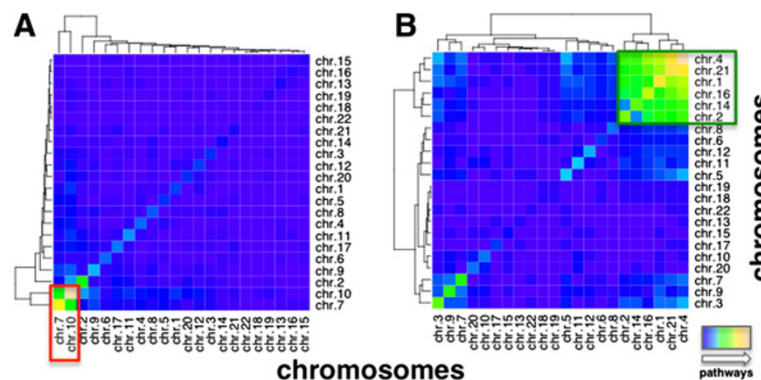 A
chr.15
chr.16
chr.13
chr.19
chr.18
chr.22
chr.21
chr.14
chr.3
chr.12
chr.20
chr.1
chr.5
chr.8
chr.4
chr.11
chr.17
chr.6
chr.9
chr.2
chr.10
chr.7
chr.7
chr.10
chr.2
chr.9
chr.6
chr.17
chr.11
chr.4
chr.8
chr.5
chr.1
chr.20
chr.12
chr.3
chr.14
chr.21
chr.22
chr.18
chr.19
chr.13
chr.16
chr.15
B
chr.4
chr.21
chr.1
chr.16
chr.14
chr.2
chr.8
chr.6
chr.12
chr.11
chr.5
chr.19
chr.18
chr.22
chr.13
chr.15
chr.17
chr.10
chr.20
chr.7
chr.9
chr.3
chr.3
chr.9
chr.7
chr.20
chr.10
chr.17
chr.15
chr.13
chr.22
chr.18
chr.19
chr.5
chr.11
chr.12
chr.6
chr.8
chr.2
chr.14
chr.16
chr.1
chr.21
chr.4
chromosomes
chromosomes
pathways